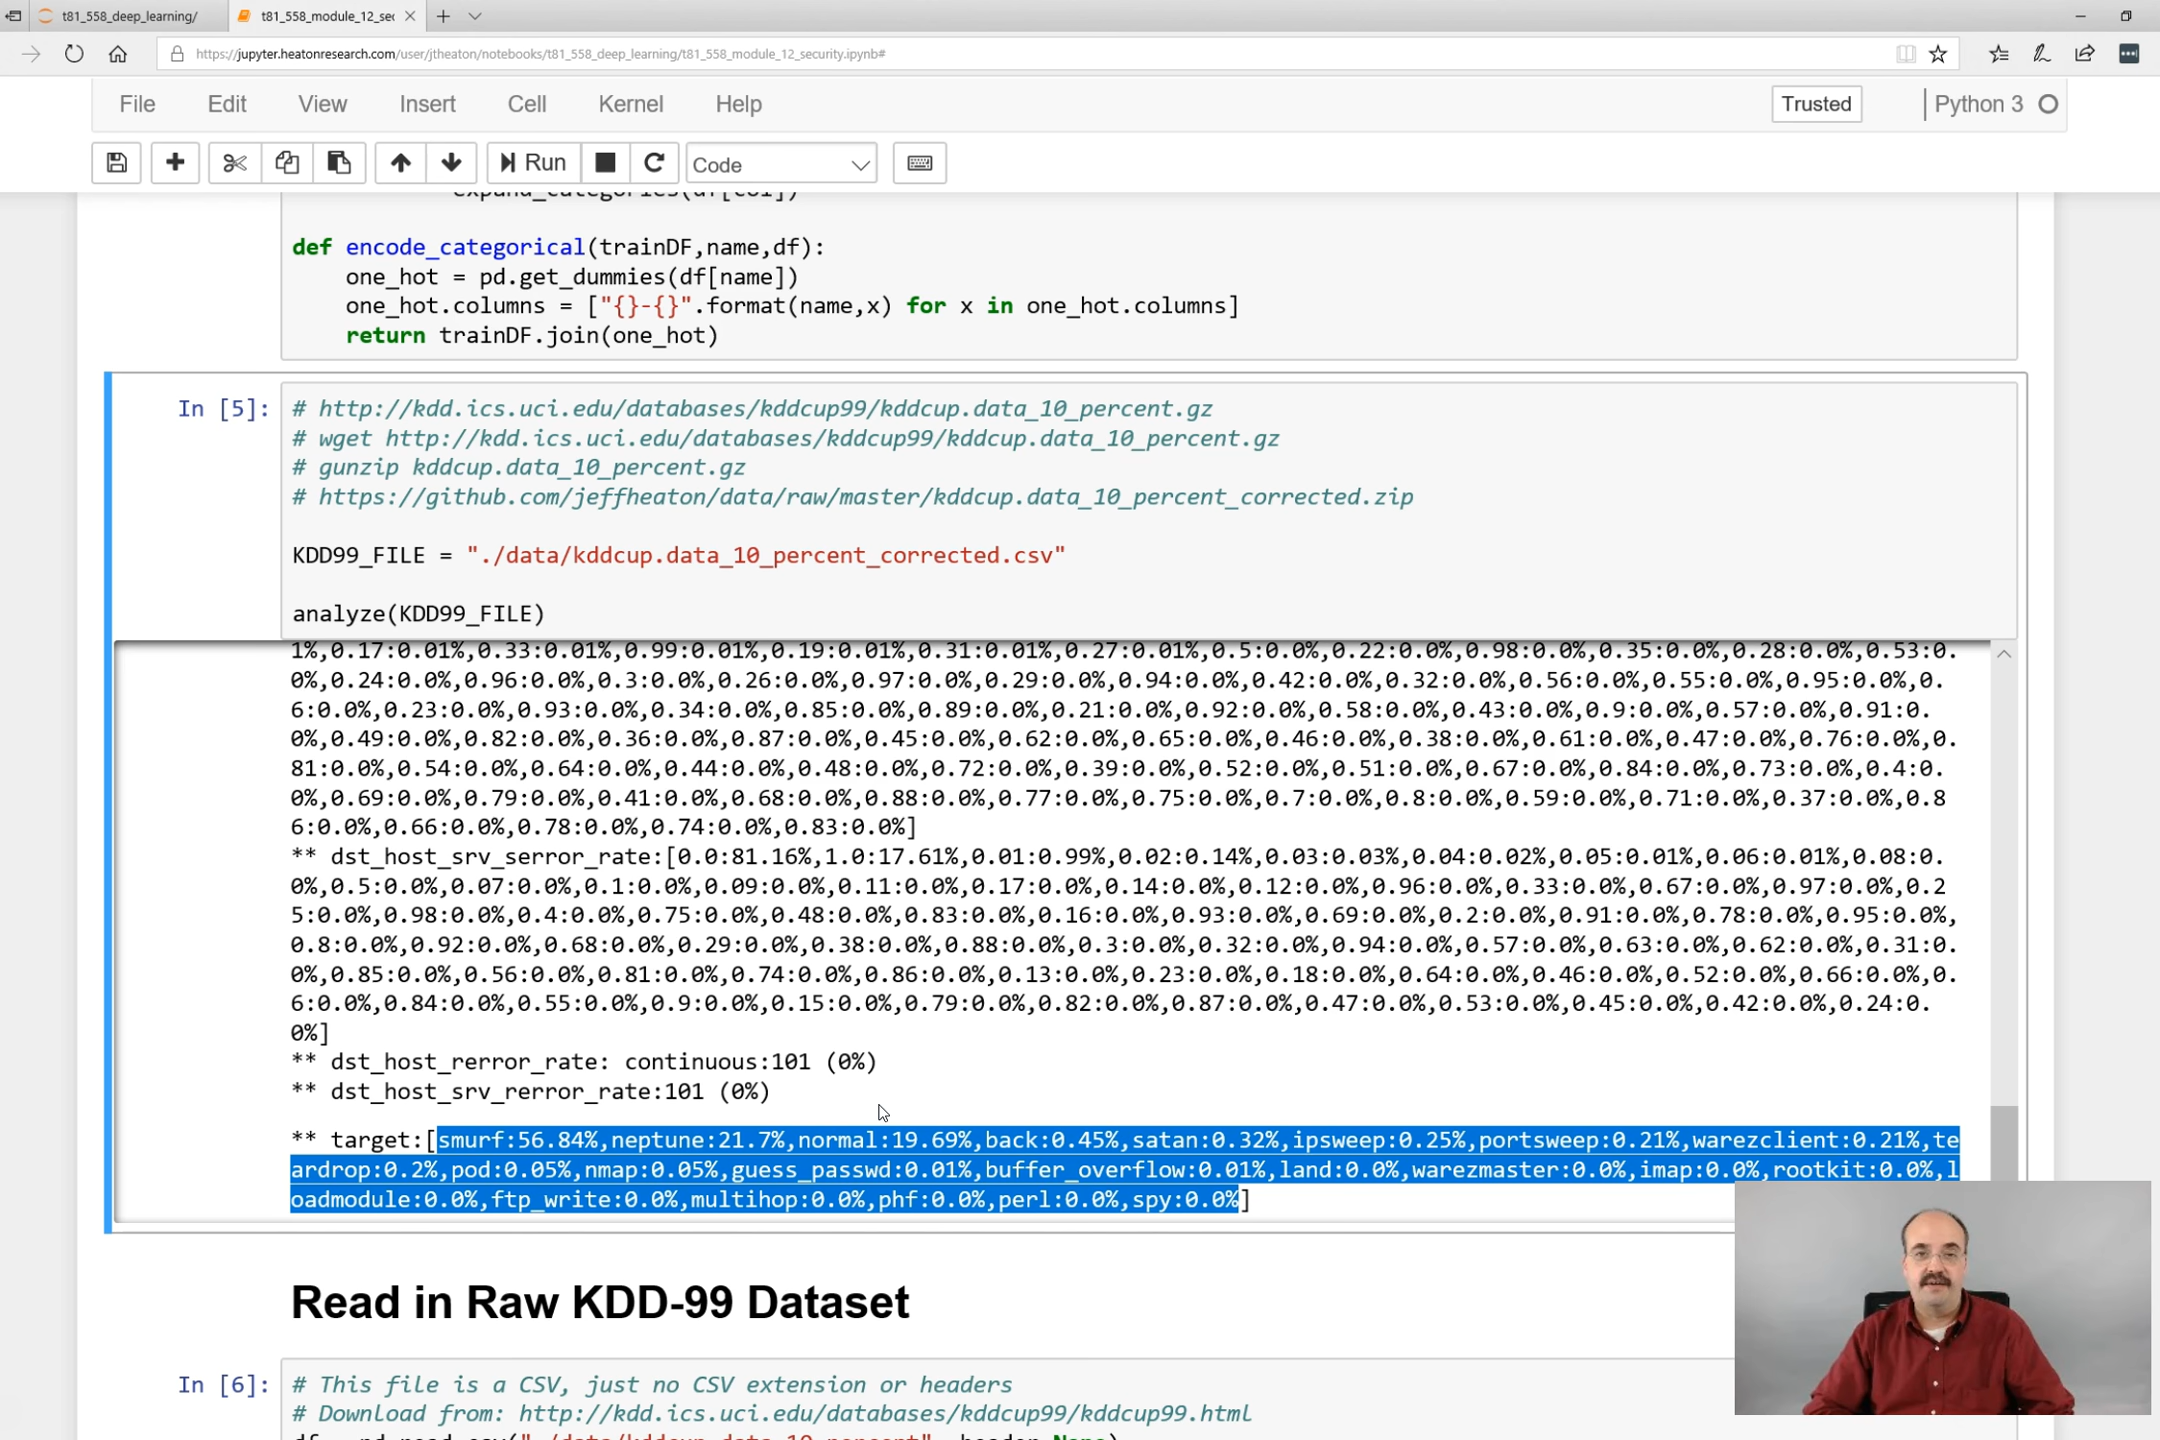 t81_558_deep_learning/
t81_558_module_12_sec
https://jupyter.heatonresearch.com/user/jtheaton/notebooks/t81_558_deep_learning/t81_558_module_12_security.ipynb#
File Edit View Insert Cell Kernel Help Trusted Python 3
Run Code
expand_categories(df[col])
def encode_categorical(trainDF,name,df):
one_hot = pd.get_dummies(df[name])
one_hot.columns = ["{}-{}".format(name,x) for x in one_hot.columns]
return trainDF.join(one_hot)
In [5]: # http://kdd.ics.uci.edu/databases/kddcup99/kddcup.data_10_percent.gz
# wget http://kdd.ics.uci.edu/databases/kddcup99/kddcup.data_10_percent.gz
# gunzip kddcup.data_10_percent.gz
# https://github.com/jeffheaton/data/raw/master/kddcup.data_10_percent_corrected.zip
KDD99_FILE = "./data/kddcup.data_10_percent_corrected.csv"
analyze(KDD99_FILE)
1%,0.17:0.01%,0.33:0.01%,0.99:0.01%,0.19:0.01%,0.31:0.01%,0.27:0.01%,0.5:0.0%,0.22:0.0%,0.98:0.0%,0.35:0.0%,0.28:0.0%,0.53:0.
0%,0.24:0.0%,0.96:0.0%,0.3:0.0%,0.26:0.0%,0.97:0.0%,0.29:0.0%,0.94:0.0%,0.42:0.0%,0.32:0.0%,0.56:0.0%,0.55:0.0%,0.95:0.0%,0.
6:0.0%,0.23:0.0%,0.93:0.0%,0.34:0.0%,0.85:0.0%,0.89:0.0%,0.21:0.0%,0.92:0.0%,0.58:0.0%,0.43:0.0%,0.9:0.0%,0.57:0.0%,0.91:0.
0%,0.49:0.0%,0.82:0.0%,0.36:0.0%,0.87:0.0%,0.45:0.0%,0.62:0.0%,0.65:0.0%,0.46:0.0%,0.38:0.0%,0.61:0.0%,0.47:0.0%,0.76:0.0%,0.
81:0.0%,0.54:0.0%,0.64:0.0%,0.44:0.0%,0.48:0.0%,0.72:0.0%,0.39:0.0%,0.52:0.0%,0.51:0.0%,0.67:0.0%,0.84:0.0%,0.73:0.0%,0.4:0.
0%,0.69:0.0%,0.79:0.0%,0.41:0.0%,0.68:0.0%,0.88:0.0%,0.77:0.0%,0.75:0.0%,0.7:0.0%,0.8:0.0%,0.59:0.0%,0.71:0.0%,0.37:0.0%,0.8
6:0.0%,0.66:0.0%,0.78:0.0%,0.74:0.0%,0.83:0.0%]
** dst_host_srv_serror_rate:[0.0:81.16%,1.0:17.61%,0.01:0.99%,0.02:0.14%,0.03:0.03%,0.04:0.02%,0.05:0.01%,0.06:0.01%,0.08:0.
0%,0.5:0.0%,0.07:0.0%,0.1:0.0%,0.09:0.0%,0.11:0.0%,0.17:0.0%,0.14:0.0%,0.12:0.0%,0.96:0.0%,0.33:0.0%,0.67:0.0%,0.97:0.0%,0.2
5:0.0%,0.98:0.0%,0.4:0.0%,0.75:0.0%,0.48:0.0%,0.83:0.0%,0.16:0.0%,0.93:0.0%,0.69:0.0%,0.2:0.0%,0.91:0.0%,0.78:0.0%,0.95:0.0%,
0.8:0.0%,0.92:0.0%,0.68:0.0%,0.29:0.0%,0.38:0.0%,0.88:0.0%,0.3:0.0%,0.32:0.0%,0.94:0.0%,0.57:0.0%,0.63:0.0%,0.62:0.0%,0.31:0.
0%,0.85:0.0%,0.56:0.0%,0.81:0.0%,0.74:0.0%,0.86:0.0%,0.13:0.0%,0.23:0.0%,0.18:0.0%,0.64:0.0%,0.46:0.0%,0.52:0.0%,0.66:0.0%,0.
6:0.0%,0.84:0.0%,0.55:0.0%,0.9:0.0%,0.15:0.0%,0.79:0.0%,0.82:0.0%,0.87:0.0%,0.47:0.0%,0.53:0.0%,0.45:0.0%,0.42:0.0%,0.24:0.
0%]
** dst_host_rerror_rate: continuous:101 (0%)
** dst_host_srv_rerror_rate:101 (0%)
** target:[smurf:56.84%,neptune:21.7%,normal:19.69%,back:0.45%,satan:0.32%,ipsweep:0.25%,portsweep:0.21%,warezclient:0.21%,te
ardrop:0.2%,pod:0.05%,nmap:0.05%,guess_passwd:0.01%,buffer_overflow:0.01%,land:0.0%,warezmaster:0.0%,imap:0.0%,rootkit:0.0%,l
oadmodule:0.0%,ftp_write:0.0%,multihop:0.0%,phf:0.0%,perl:0.0%,spy:0.0%]
Read in Raw KDD-99 Dataset
In [6]: # This file is a CSV, just no CSV extension or headers
# Download from: http://kdd.ics.uci.edu/databases/kddcup99/kddcup99.html
df = pd.read_csv("./data/kddcup.data_10_percent", header=None)